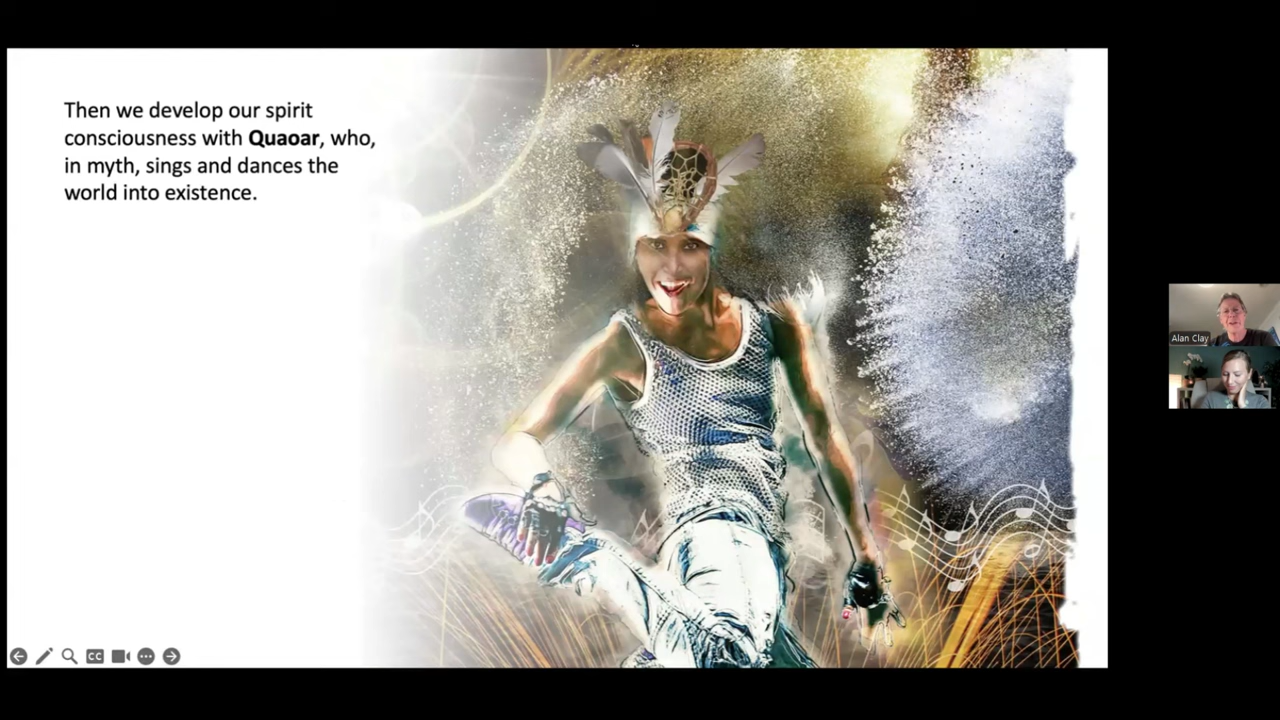 Then we develop our spirit
consciousness with Quaoar, who,
in myth, sings and dances the
world into existence.
Alan Clay
CC